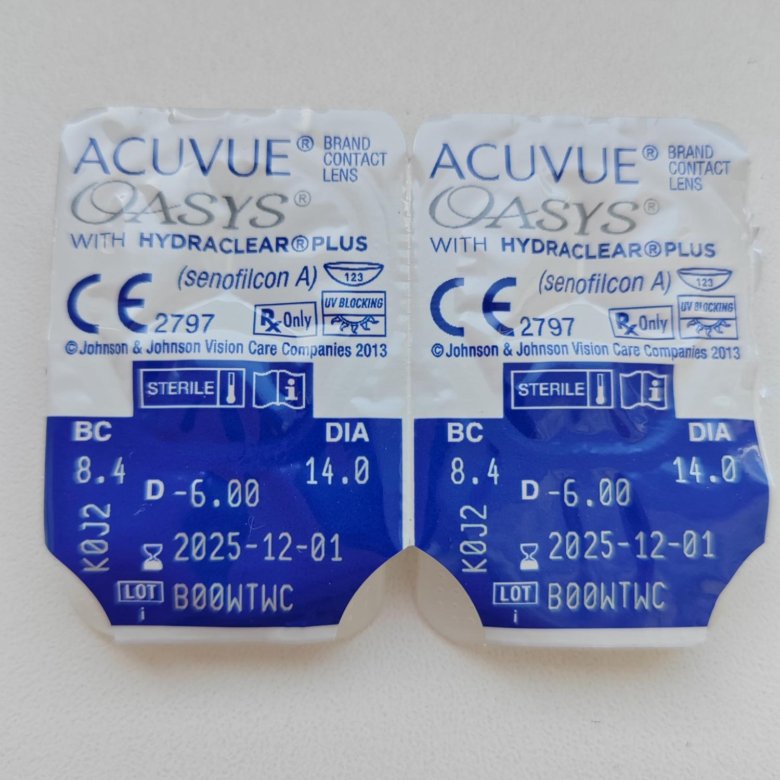 ACUVUE® BRAND CONTACT LENS
OASYS®
WITH HYDRACLEAR® PLUS
(senofilcon A) 123
CE 2797 Rx Only UV BLOCKING
© Johnson & Johnson Vision Care Companies 2013
STERILE i
BC DIA
8.4 14.0
D -6.00
K0J2
2025-12-01
LOT B00WTWC
i
ACUVUE® BRAND CONTACT LENS
OASYS®
WITH HYDRACLEAR® PLUS
(senofilcon A) 123
CE 2797 Rx Only UV BLOCKING
© Johnson & Johnson Vision Care Companies 2013
STERILE i
BC DIA
8.4 14.0
D -6.00
K0J2
2025-12-01
LOT B00WTWC
i